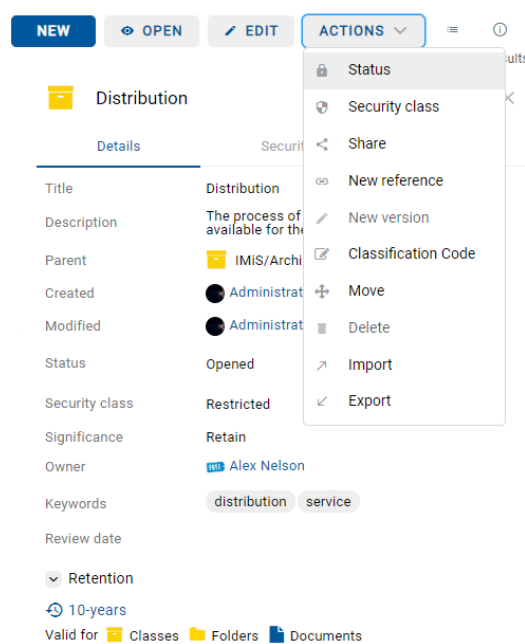 NEW OPEN EDIT ACTIONS
Status
Distribution
Security class
Details
Share
New reference
Title Distribution
New version
Description The process of
available for the
Classification Code
Parent IMiS/Archi
Move
Created Administrat
Modified Administrat
Delete
Status Opened
Import
Security class Restricted
Export
Significance Retain
Owner Alex Nelson
Keywords distribution service
Review date
Retention
10-years
Valid for Classes Folders Documents